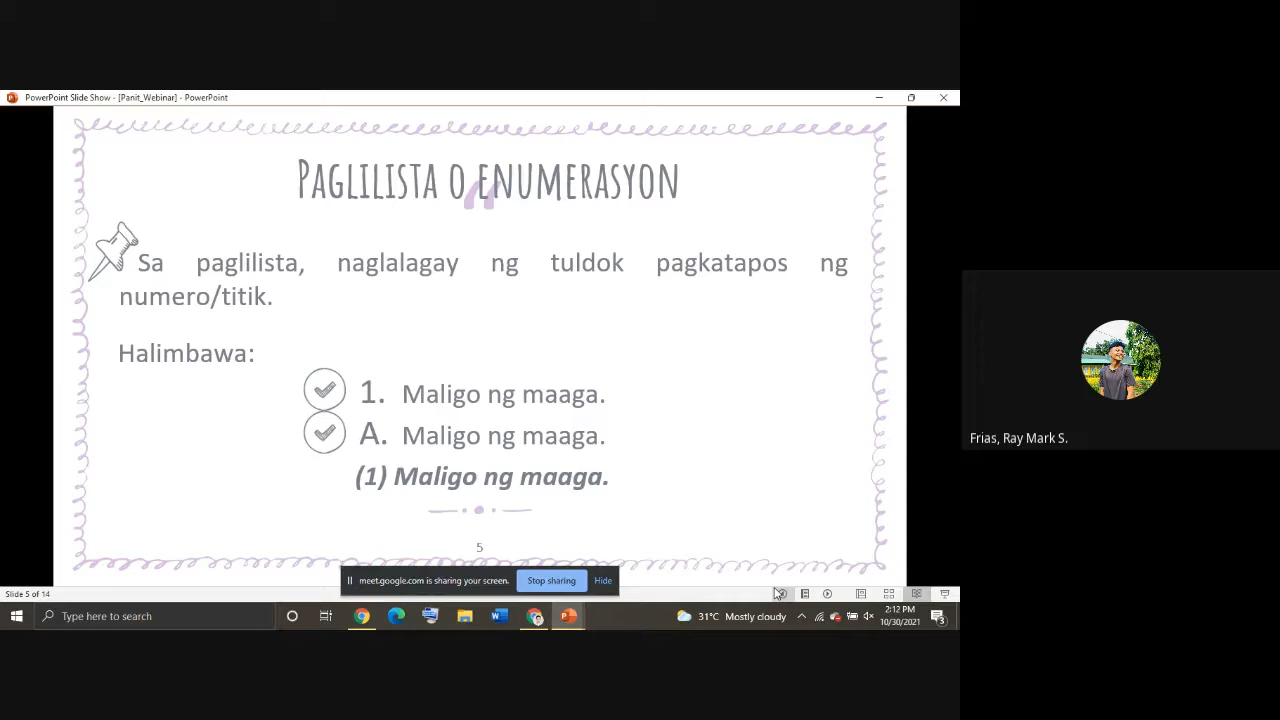 PowerPoint Slide Show - [Panit_Webinar] - PowerPoint
PAGLILISTA O ENUMERASYON
“
Sa paglilista, naglalagay ng tuldok pagkatapos ng
numero/titik.
Halimbawa:
1. Maligo ng maaga.
A. Maligo ng maaga.
(1) Maligo ng maaga.
5
meet.google.com is sharing your screen. Stop sharing Hide
Slide 5 of 14
Type here to search
31°C Mostly cloudy
2:12 PM
10/30/2021
3
Frias, Ray Mark S.